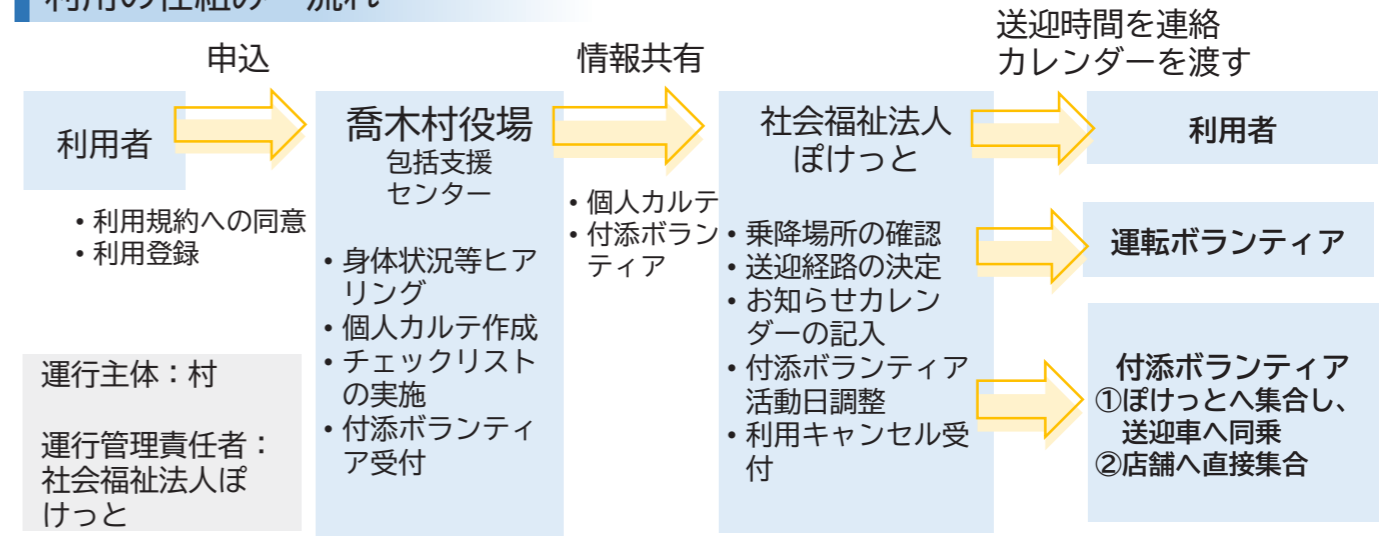 利用の仕組み・流れ
申込
情報共有
送迎時間を連絡
カレンダーを渡す
利用者
・利用規約への同意
・利用登録
喬木村役場
包括支援
センター
・身体状況等ヒア
リング
・個人カルテ作成
・チェックリスト
の実施
・付添ボランティ
ア受付
・個人カルテ
・付添ボラン
ティア
社会福祉法人
ぽけっと
・乗降場所の確認
・送迎経路の決定
・お知らせカレン
ダーの記入
・付添ボランティア
活動日調整
・利用キャンセル受
付
利用者
運転ボランティア
付添ボランティア
①ぽけっとへ集合し、
送迎車へ同乗
②店舗へ直接集合
運行主体：村
運行管理責任者：
社会福祉法人ぽ
けっと